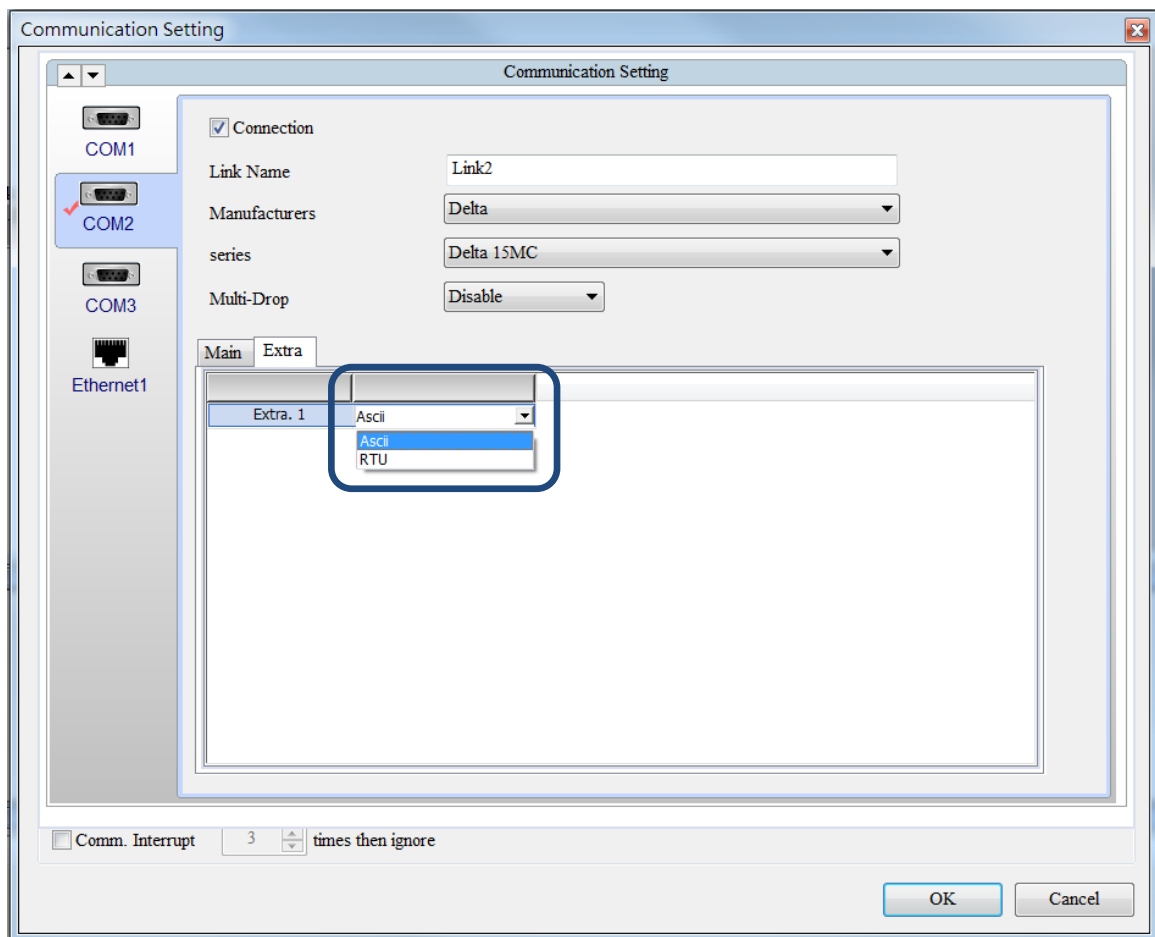 Communication Setting
Communication Setting
COM1
COM2
COM3
Ethernet1
Connection
Link Name
Link2
Manufacturers
Delta
series
Delta 15MC
Multi-Drop
Disable
Main
Extra
Extra. 1
Ascii
Ascii
RTU
Comm. Interrupt
3
times then ignore
OK
Cancel